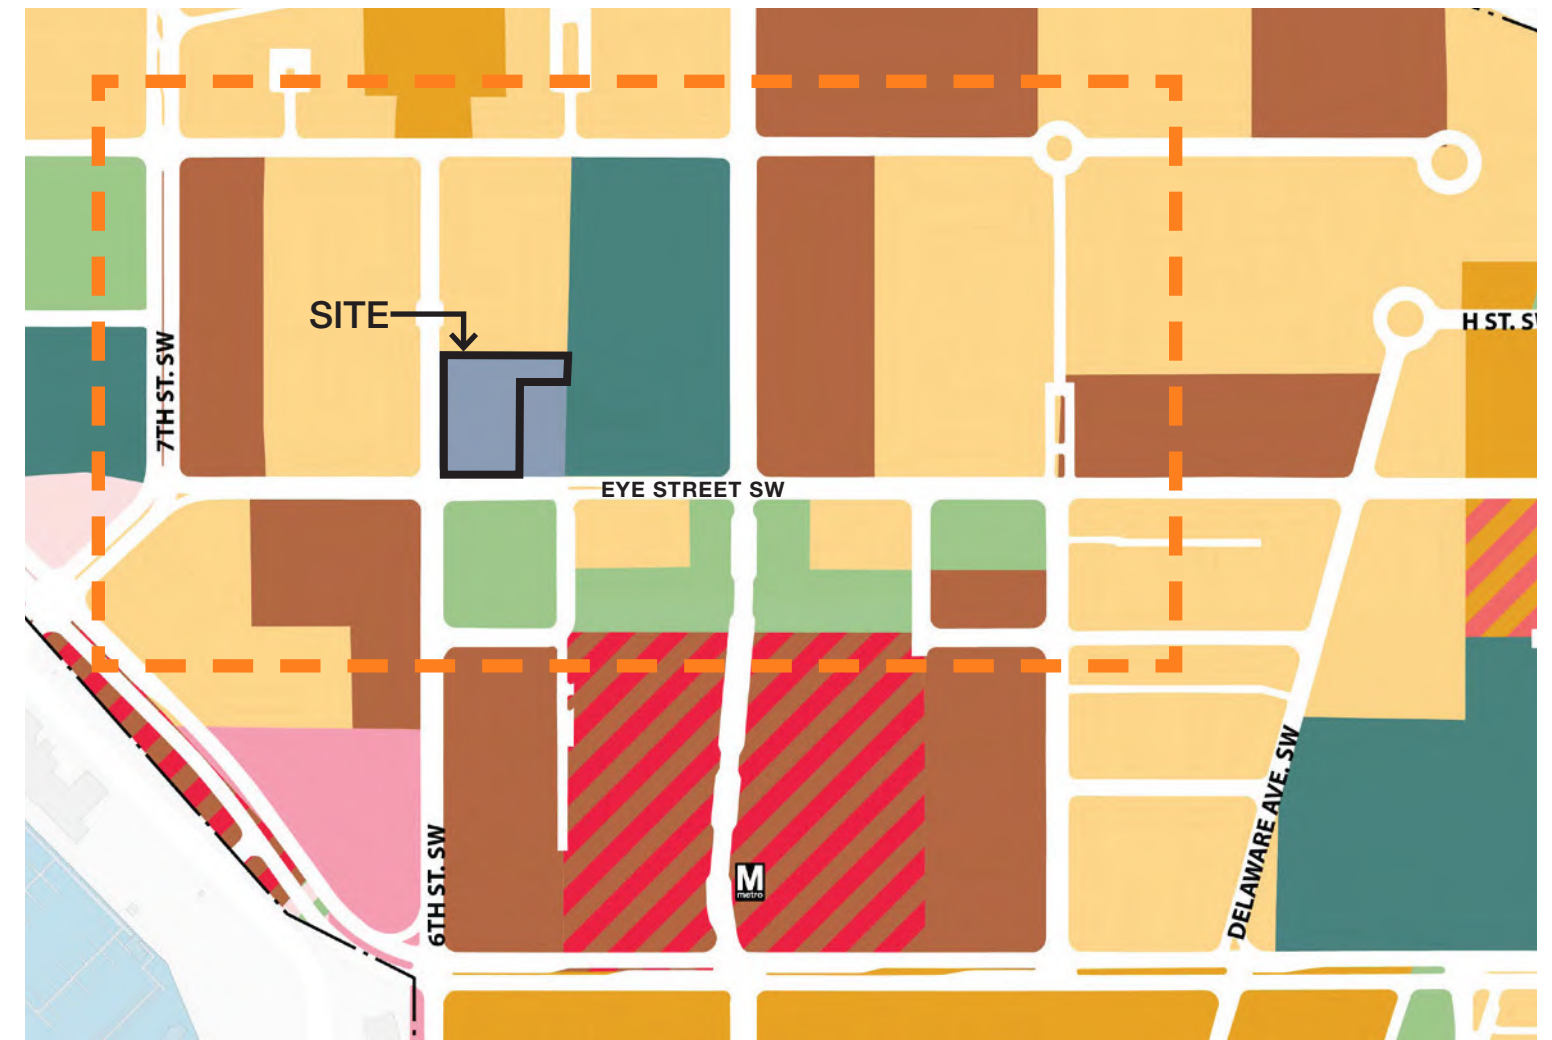 SITE
7TH ST. SW
H ST. S
EYE STREET SW
6TH ST. SW
M
metro
DELAWARE AVE. SW